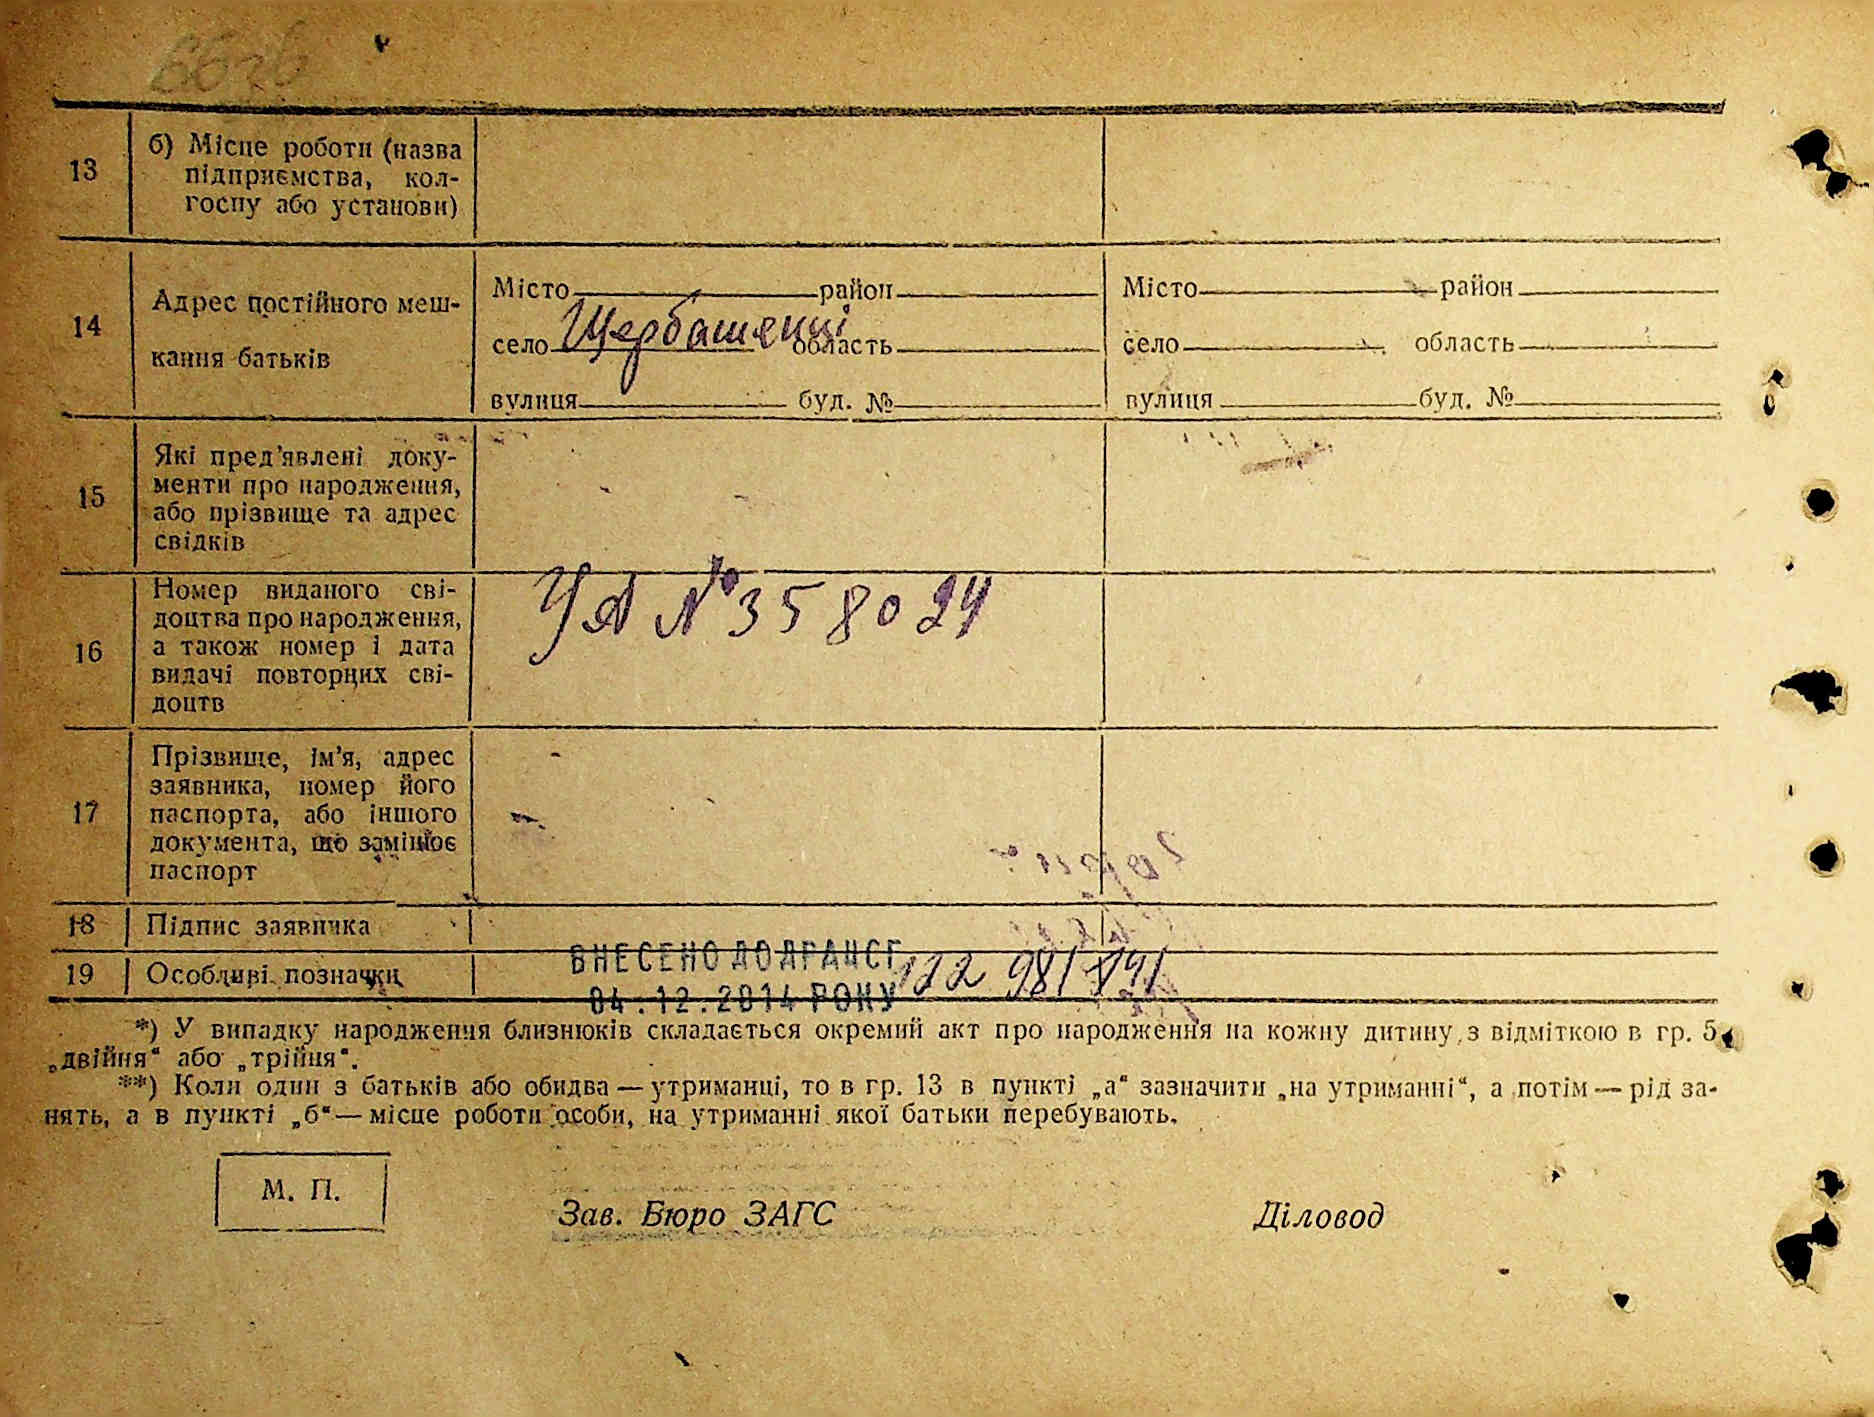 13
б) Місце роботи (назва
підприємства, кол-
госпу або установи)
14
Адрес постійного меш-
кання батьків
Місто район
село Щербашенці область
вулиця буд. №
Місто район
село область
вулиця буд. №
15
Які пред’явлені доку-
менти про народження,
або прізвище та адрес
свідків
16
Номер виданого сві-
доцтва про народження,
а також номер і дата
видачі повторних сві-
доцтв
УА № 358024
17
Прізвище, ім’я, адрес
заявника, номер його
паспорта, або іншого
документа, що замінює
паспорт
18 Підпис заявника
19 Особливі позначки
ВНЕСЕНО ДО ДРАЦСГ
04.12.2014 РОКУ
*) У випадку народження близнюків складається окремий акт про народження на кожну дитину з відміткою в гр. 5
„двійня“ або „трійня“.
**) Коли один з батьків або обидва — утриманці, то в гр. 13 в пункті „а“ зазначити „на утриманні“, а потім — рід за-
нять, а в пункті „б“ — місце роботи особи, на утриманні якої батьки перебувають.
М. П.
Зав. Бюро ЗАГС
Діловод